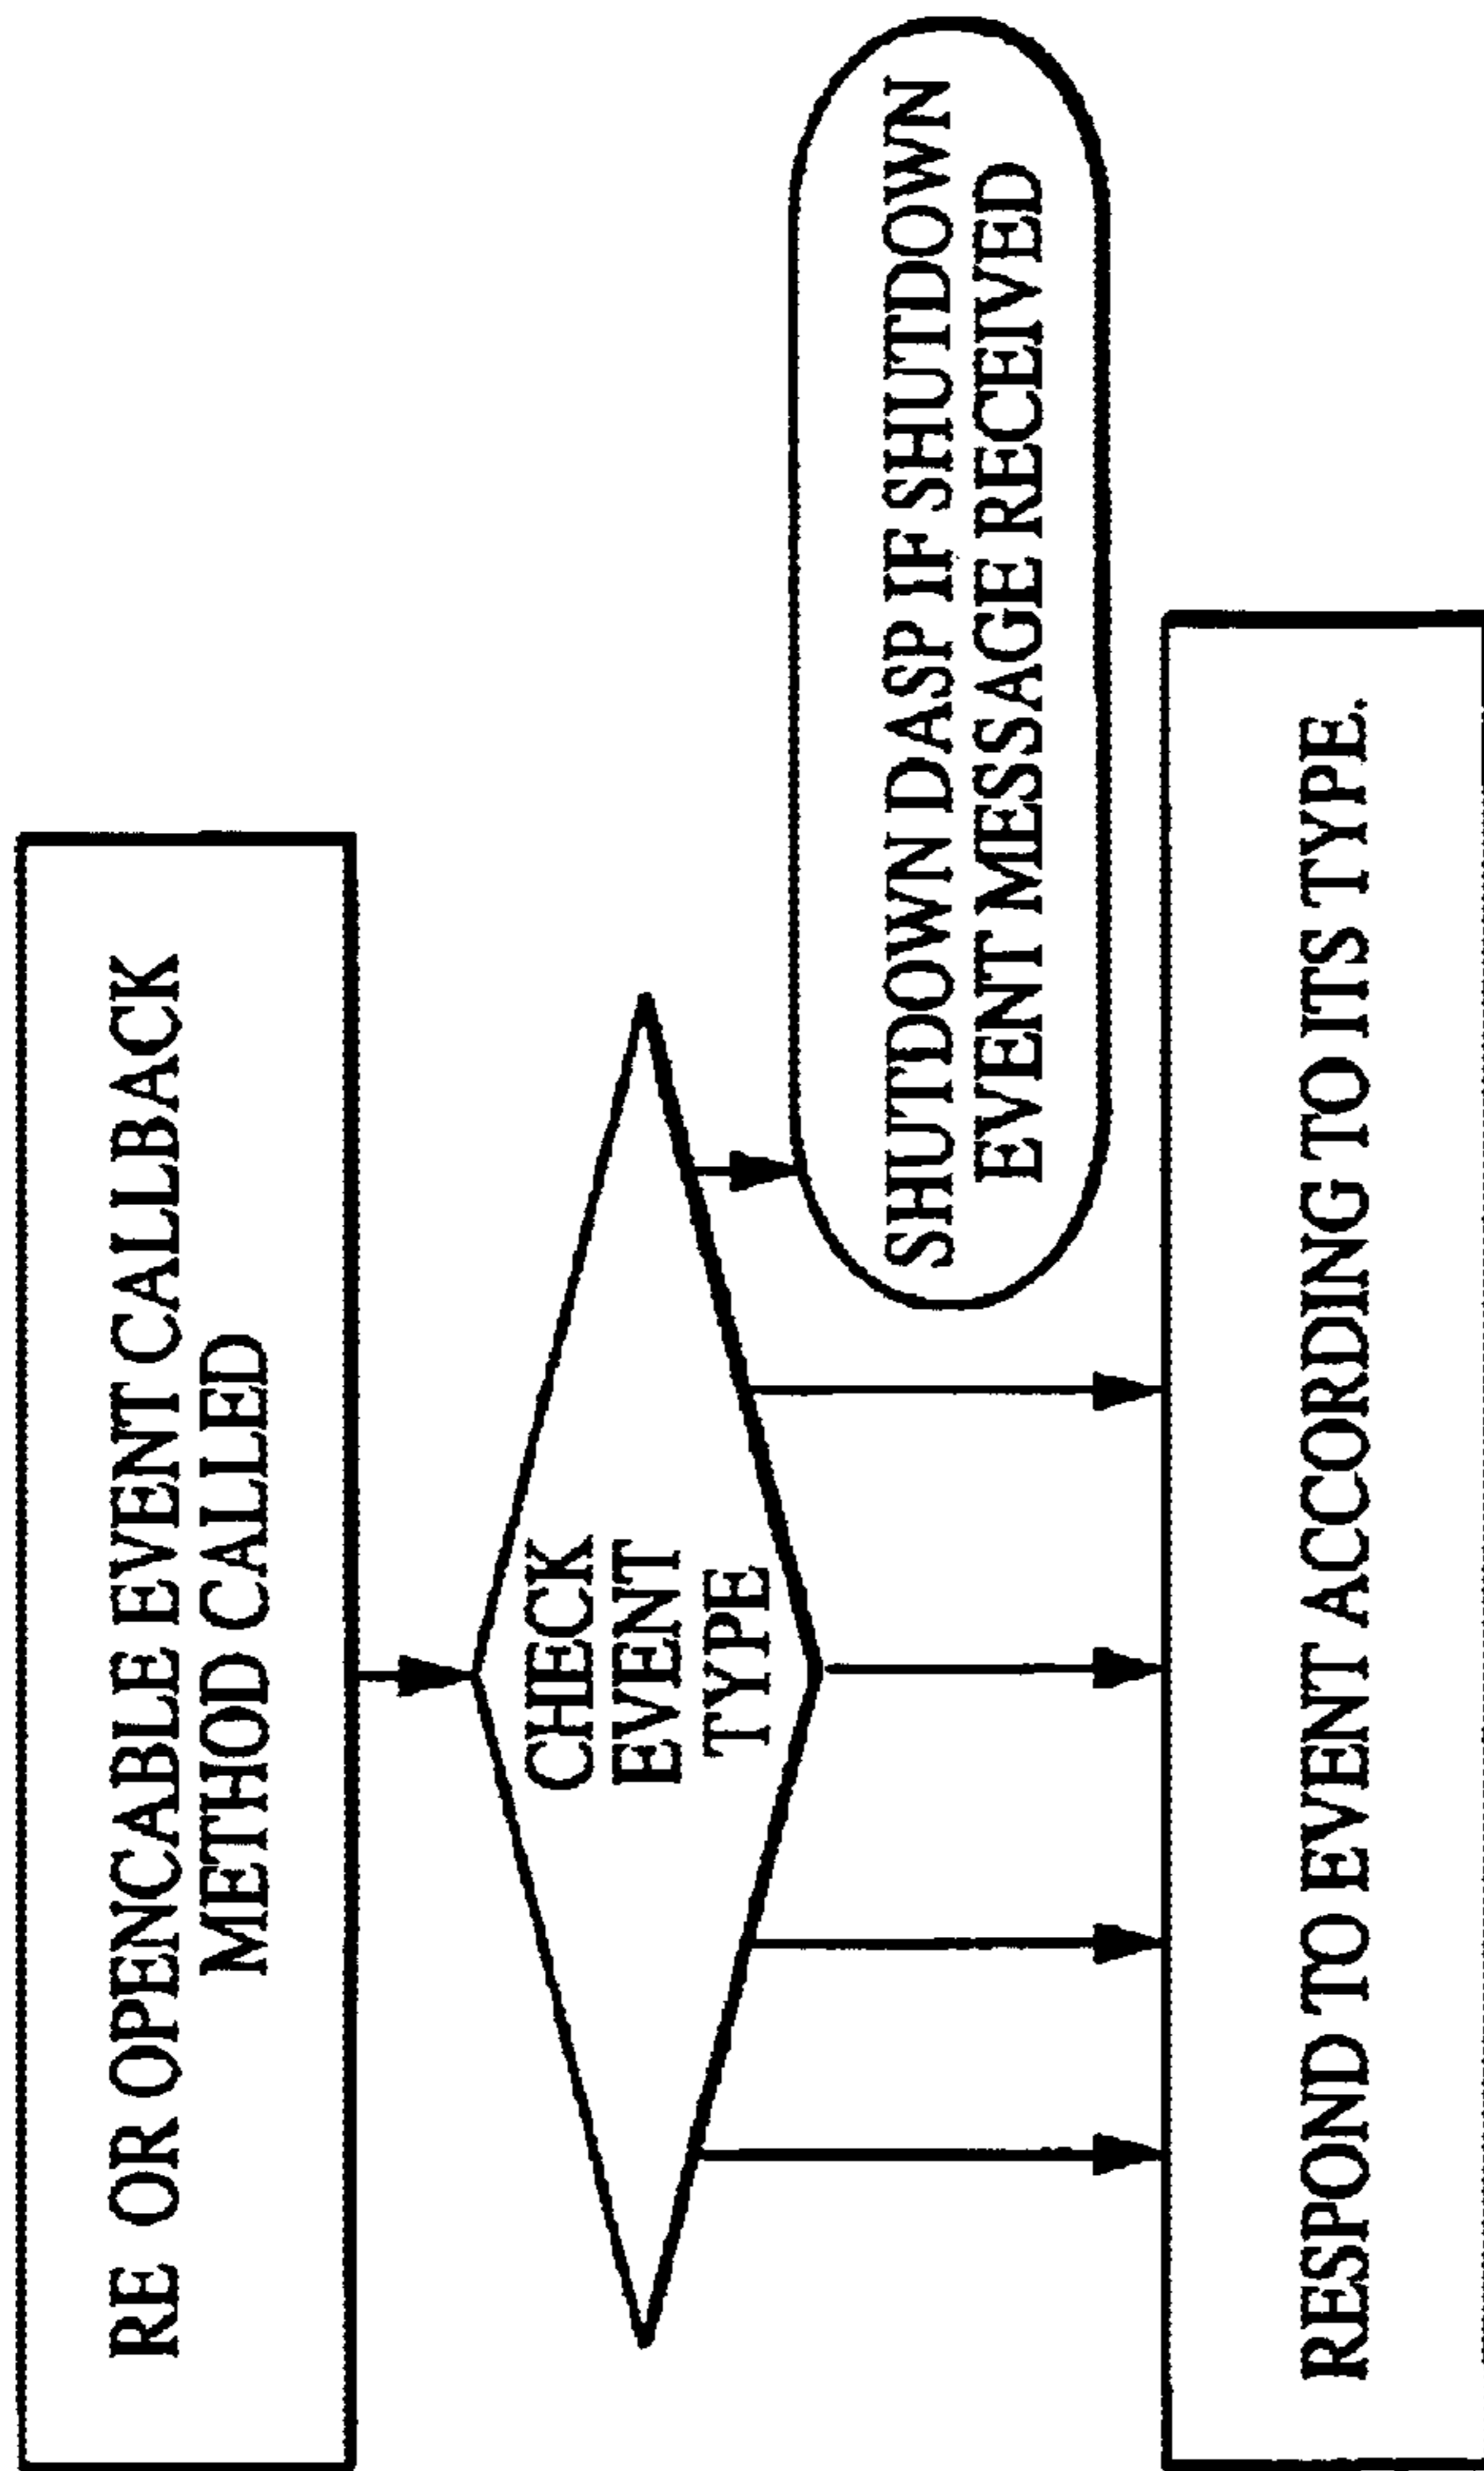 RE OR OPENCABLE EVENT CALLBACK
METHOD CALLED
CHECK
EVENT
TYPE
SHUTDOWN DASP IF SHUTDOWN
EVENT MESSAGE RECEIVED
RESPOND TO EVENT ACCORDING TO ITS TYPE.